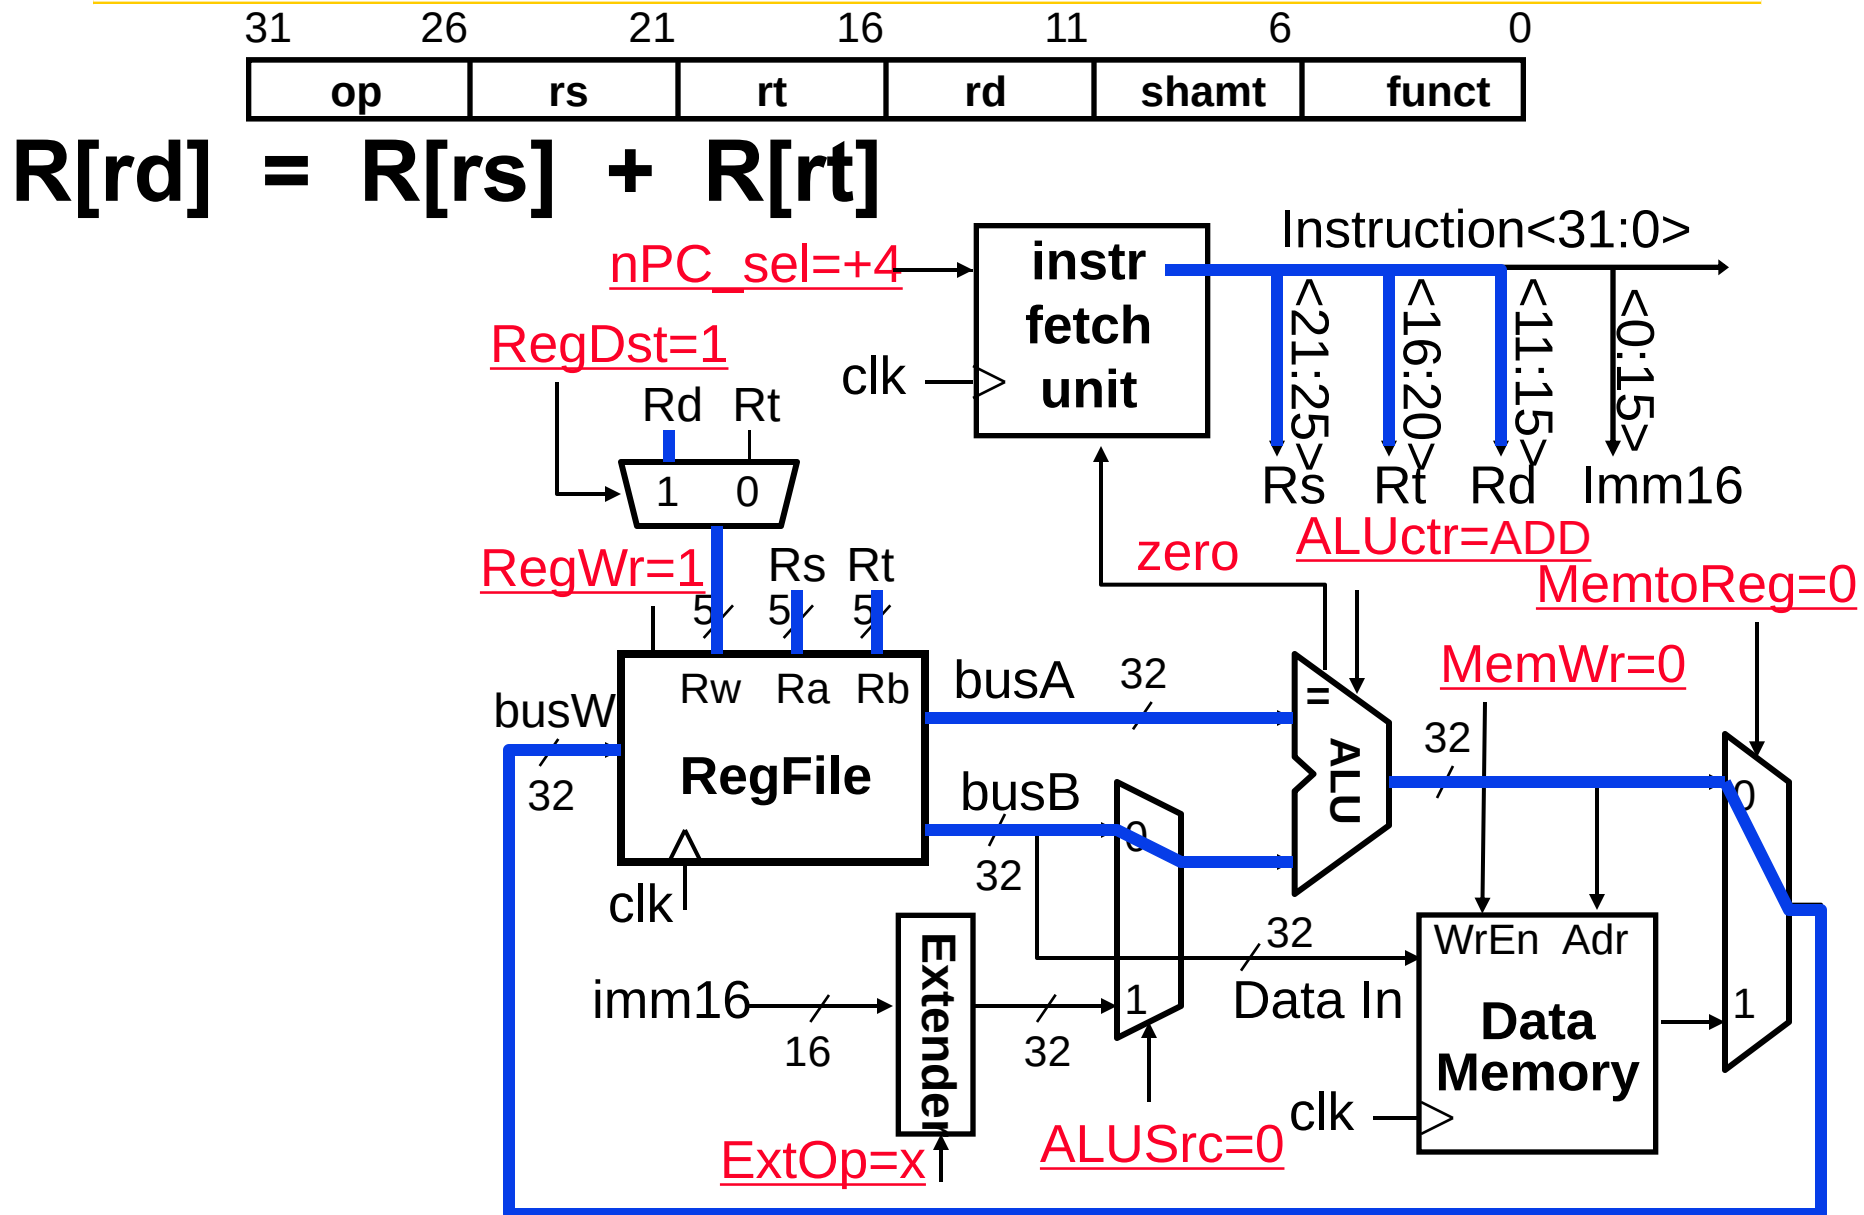 31 26 21 16 11 6 0
op rs rt rd shamt funct
R[rd] = R[rs] + R[rt]
Instruction<31:0>
nPC_sel=+4
instr
fetch
unit
clk
<21:25>
<16:20>
<11:15>
<0:15>
Rs Rt Rd Imm16
RegDst=1
Rd Rt
1 0
zero
ALUctr=ADD
MemtoReg=0
RegWr=1
Rs Rt
5 5 5
MemWr=0
Rw Ra Rb
busW
32
RegFile
clk
busA 32
busB
32
=
ALU
32
0
1
0
1
imm16
16
Extender
32
32
Data In
WrEn Adr
Data
Memory
clk
ExtOp=x
ALUSrc=0